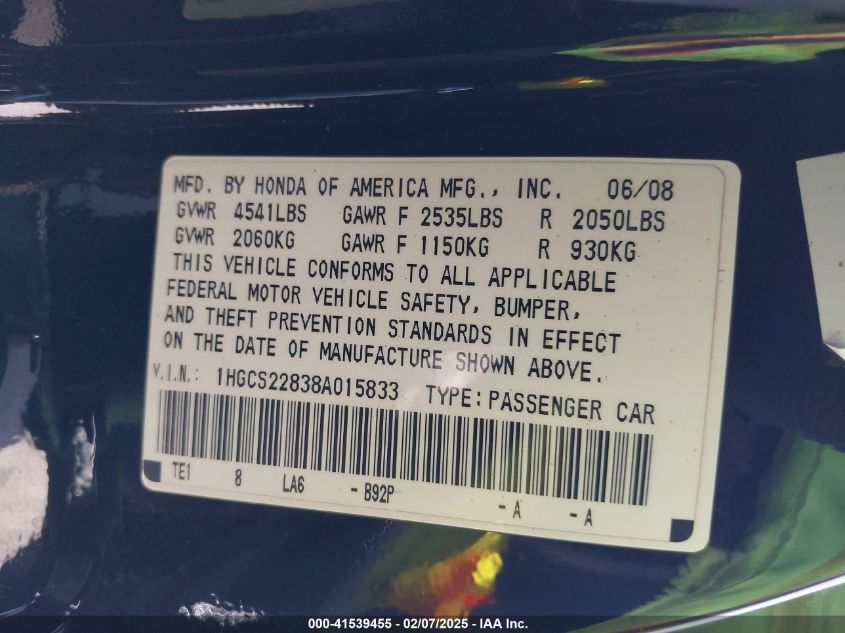 MFD. BY HONDA OF AMERICA MFG., INC. 06/08
GVWR 4541LBS GAWR F 2535LBS R 2050LBS
GVWR 2060KG GAWR F 1150KG R 930KG
THIS VEHICLE CONFORMS TO ALL APPLICABLE
FEDERAL MOTOR VEHICLE SAFETY, BUMPER,
AND THEFT PREVENTION STANDARDS IN EFFECT
ON THE DATE OF MANUFACTURE SHOWN ABOVE.
V.I.N.: 1HGCS22838A015833 TYPE:PASSENGER CAR
TE1 8 LA6 -B92P -A -A
000-41539455 - 02/07/2025 - IAA Inc.